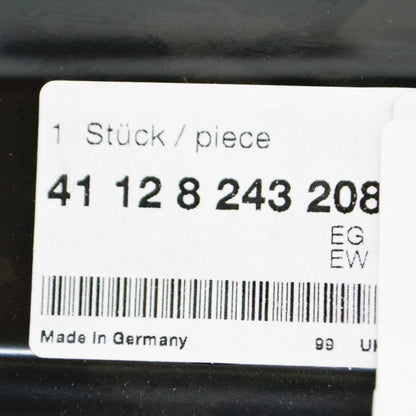 1 Stück / piece
41 12 8 243 208
EG
EW
Made In Germany 99